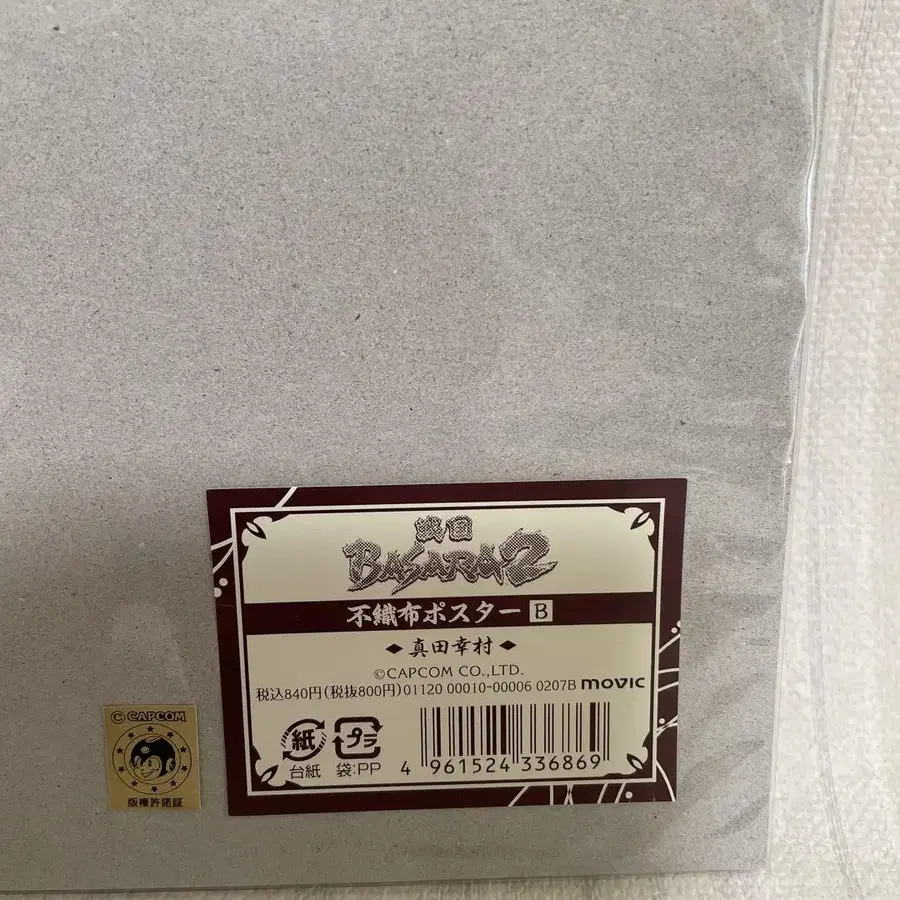 戦国
BASARA2
不織布ポスター B
真田幸村
©CAPCOM CO.,LTD.
税込840円(税抜800円)01120 00010-00006 0207B movic
紙
プラ
台紙 袋:PP
4 961524 336869
© CAPCOM
版権許諾証